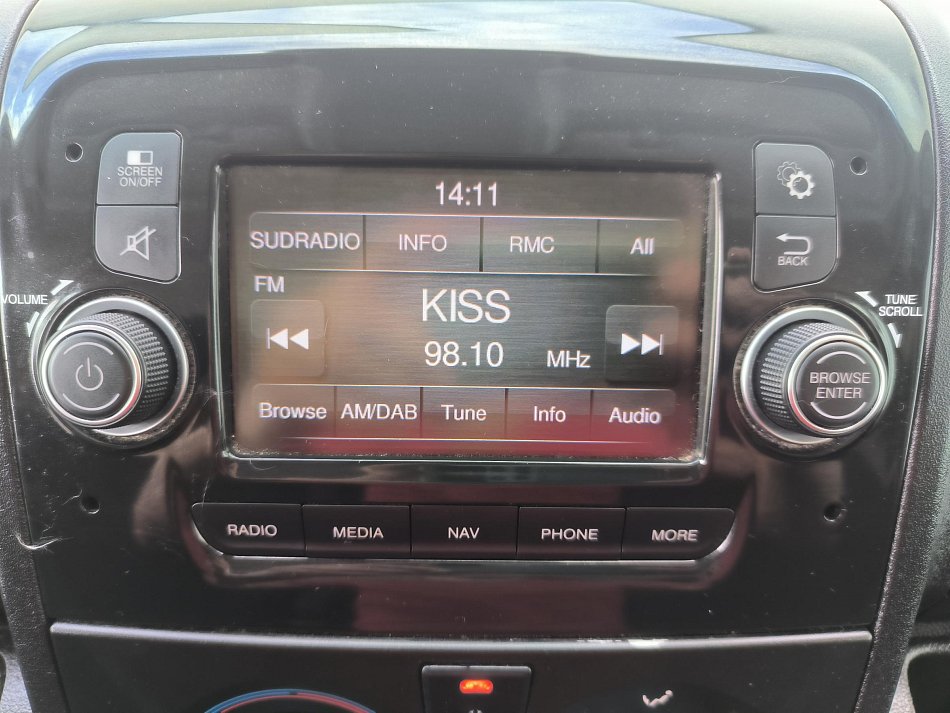 14:11
SCREEN
ON/OFF
SUDRADIO INFO RMC All
BACK
FM
VOLUME
TUNE
SCROLL
KISS
98.10 MHz
BROWSE
ENTER
Browse AM/DAB Tune Info Audio
RADIO MEDIA NAV PHONE MORE